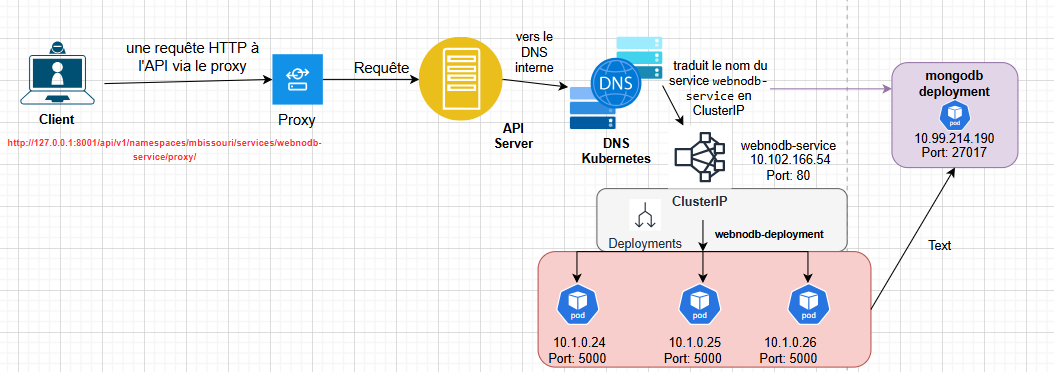 une requête HTTP à
l'API via le proxy
Client
http://127.0.0.1:8001/api/v1/namespaces/mbissouri/services/webnodb-
service/proxy/
Proxy
Requête
API
Server
vers le
DNS
interne
DNS
DNS
Kubernetes
traduit le nom du
service webnodb-
service en
ClusterIP
webnodb-service
10.102.166.54
Port: 80
ClusterIP
Deployments
webnodb-deployment
pod
10.1.0.24
Port: 5000
pod
10.1.0.25
Port: 5000
pod
10.1.0.26
Port: 5000
Text
mongodb
deployment
pod
10.99.214.190
Port: 27017